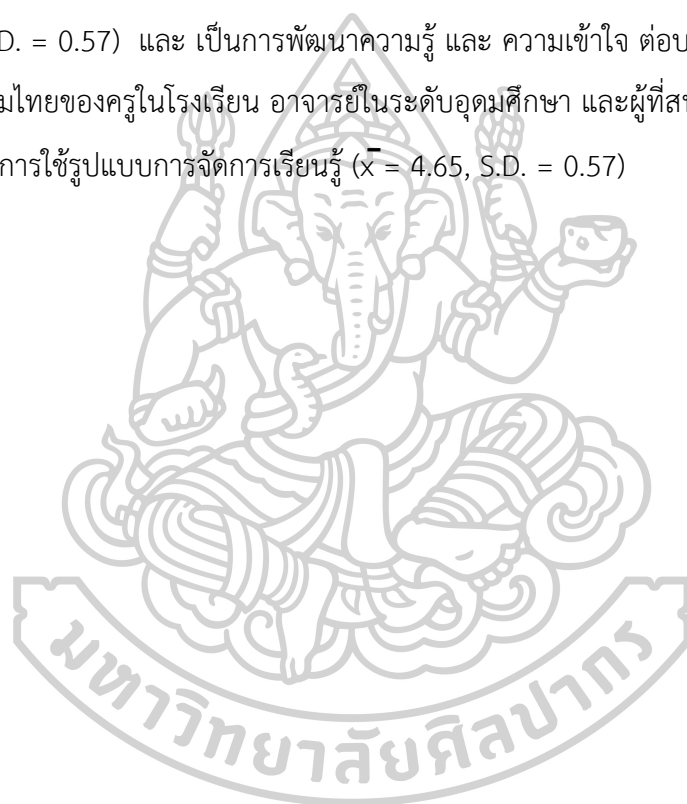 D. = 0.57) และ เป็นการพัฒนาความรู้ และ ความเข้าใจ ต่อบ
มไทยของครูในโรงเรียน อาจารย์ในระดับอุดมศึกษา และผู้ที่ส
การใช้รูปแบบการจัดการเรียนรู้ (x̄ = 4.65, S.D. = 0.57)
มหาวิทยาลัยศิลปากร